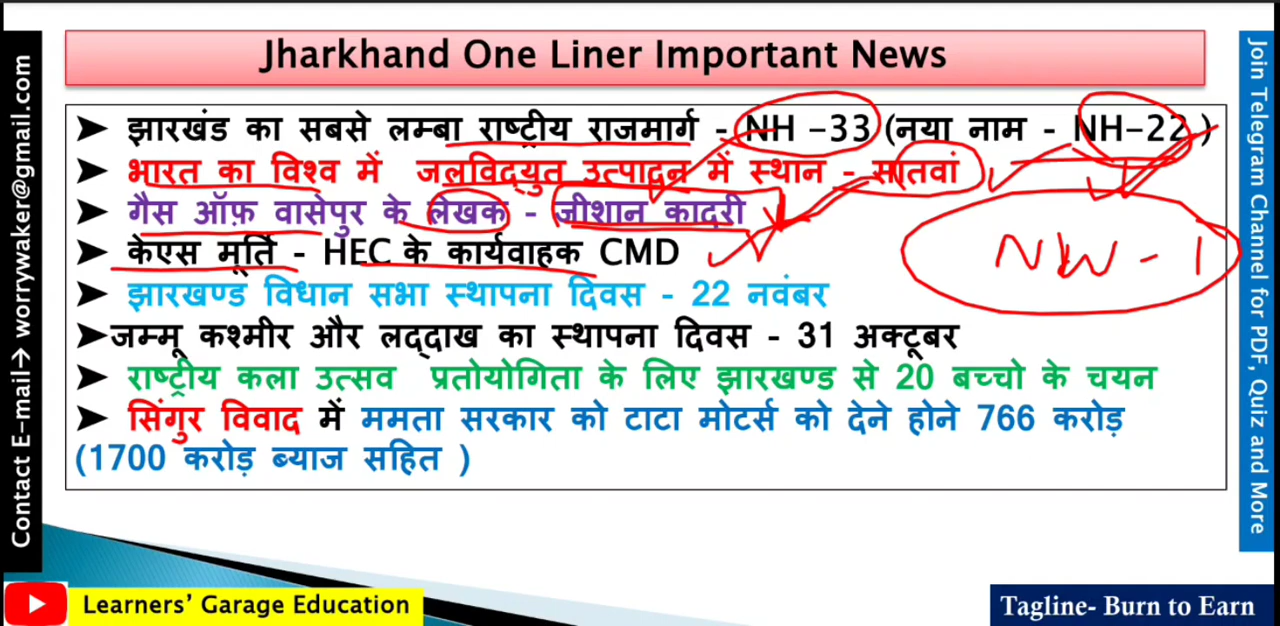 Jharkhand One Liner Important News
➤ झारखंड का सबसे लम्बा राष्ट्रीय राजमार्ग - NH -33 (नया नाम - NH-22 )
➤ भारत का विश्व में जलविद्युत उत्पादन में स्थान - सातवां
➤ गैस ऑफ़ वासेपुर के लेखक - जीशान कादरी
➤ केएस मूर्ति - HEC के कार्यवाहक CMD
NW - 1
➤ झारखण्ड विधान सभा स्थापना दिवस - 22 नवंबर
➤ जम्मू कश्मीर और लद्दाख का स्थापना दिवस - 31 अक्टूबर
➤ राष्ट्रीय कला उत्सव प्रतोयोगिता के लिए झारखण्ड से 20 बच्चो के चयन
➤ सिंगुर विवाद में ममता सरकार को टाटा मोटर्स को देने होने 766 करोड़
(1700 करोड़ ब्याज सहित )
Contact E-mail→ worrywaker@gmail.com
Join Telegram Channel for PDF, Quiz and More
Learners' Garage Education
Tagline- Burn to Earn